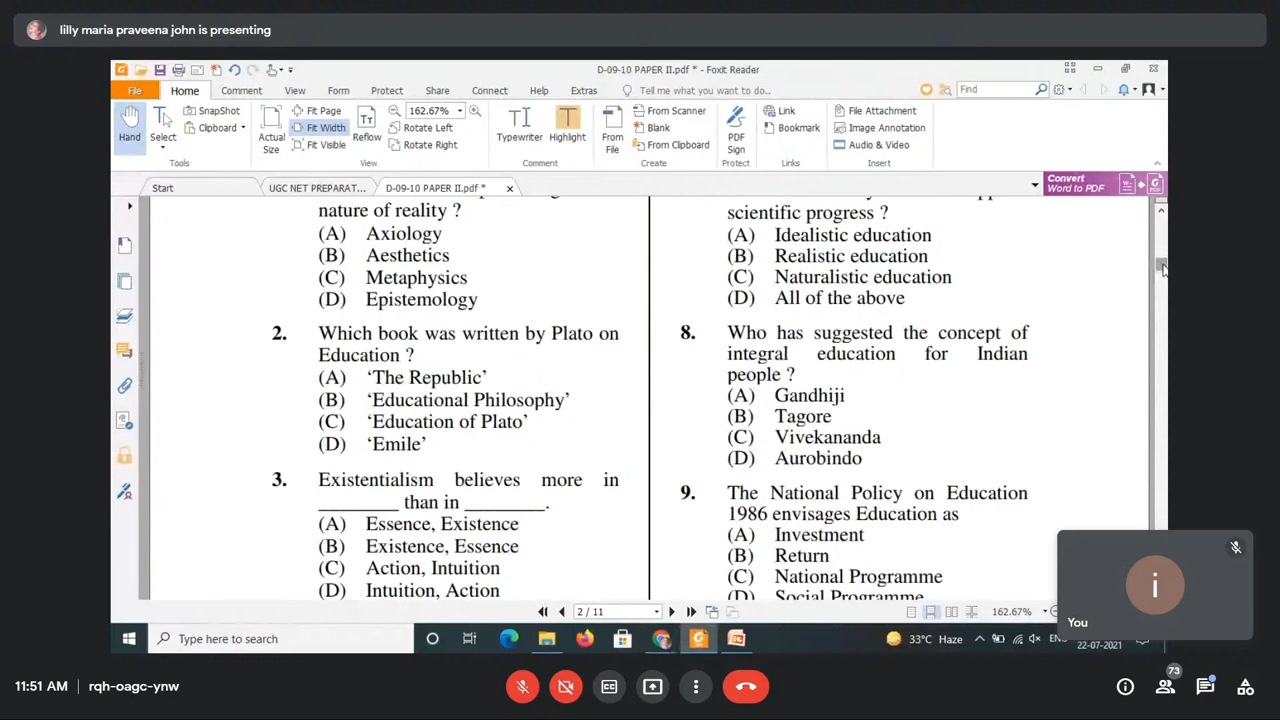 lilly maria praveena john is presenting
D-09-10 PAPER II.pdf * - Foxit Reader
File Home Comment View Form Protect Share Connect Help Extras Tell me what you want to do.. Find
Hand
Select
SnapShot
Clipboard
Tools
Actual Size
Fit Page
Fit Width
Fit Visible
Reflow
162.67%
Rotate Left
Rotate Right
View
Typewriter
Highlight
Comment
From File
From Scanner
Blank
From Clipboard
Create
PDF Sign
Protect
Link
Bookmark
Links
File Attachment
Image Annotation
Audio & Video
Insert
Start
UGC NET PREPARAT...
D-09-10 PAPER II.pdf *
Convert
Word to PDF
nature of reality ?
(A) Axiology
(B) Aesthetics
(C) Metaphysics
(D) Epistemology
2. Which book was written by Plato on
Education ?
(A) ‘The Republic’
(B) ‘Educational Philosophy’
(C) ‘Education of Plato’
(D) ‘Emile’
3. Existentialism believes more in
________ than in ________.
(A) Essence, Existence
(B) Existence, Essence
(C) Action, Intuition
(D) Intuition, Action
scientific progress ?
(A) Idealistic education
(B) Realistic education
(C) Naturalistic education
(D) All of the above
8. Who has suggested the concept of
integral education for Indian
people ?
(A) Gandhiji
(B) Tagore
(C) Vivekananda
(D) Aurobindo
9. The National Policy on Education
1986 envisages Education as
(A) Investment
(B) Return
(C) National Programme
(D) Social Programme
i
You
2 / 11
162.67%
Type here to search
33°C Haze
22-07-2021
11:51 AM
rqh-oagc-ynw
73